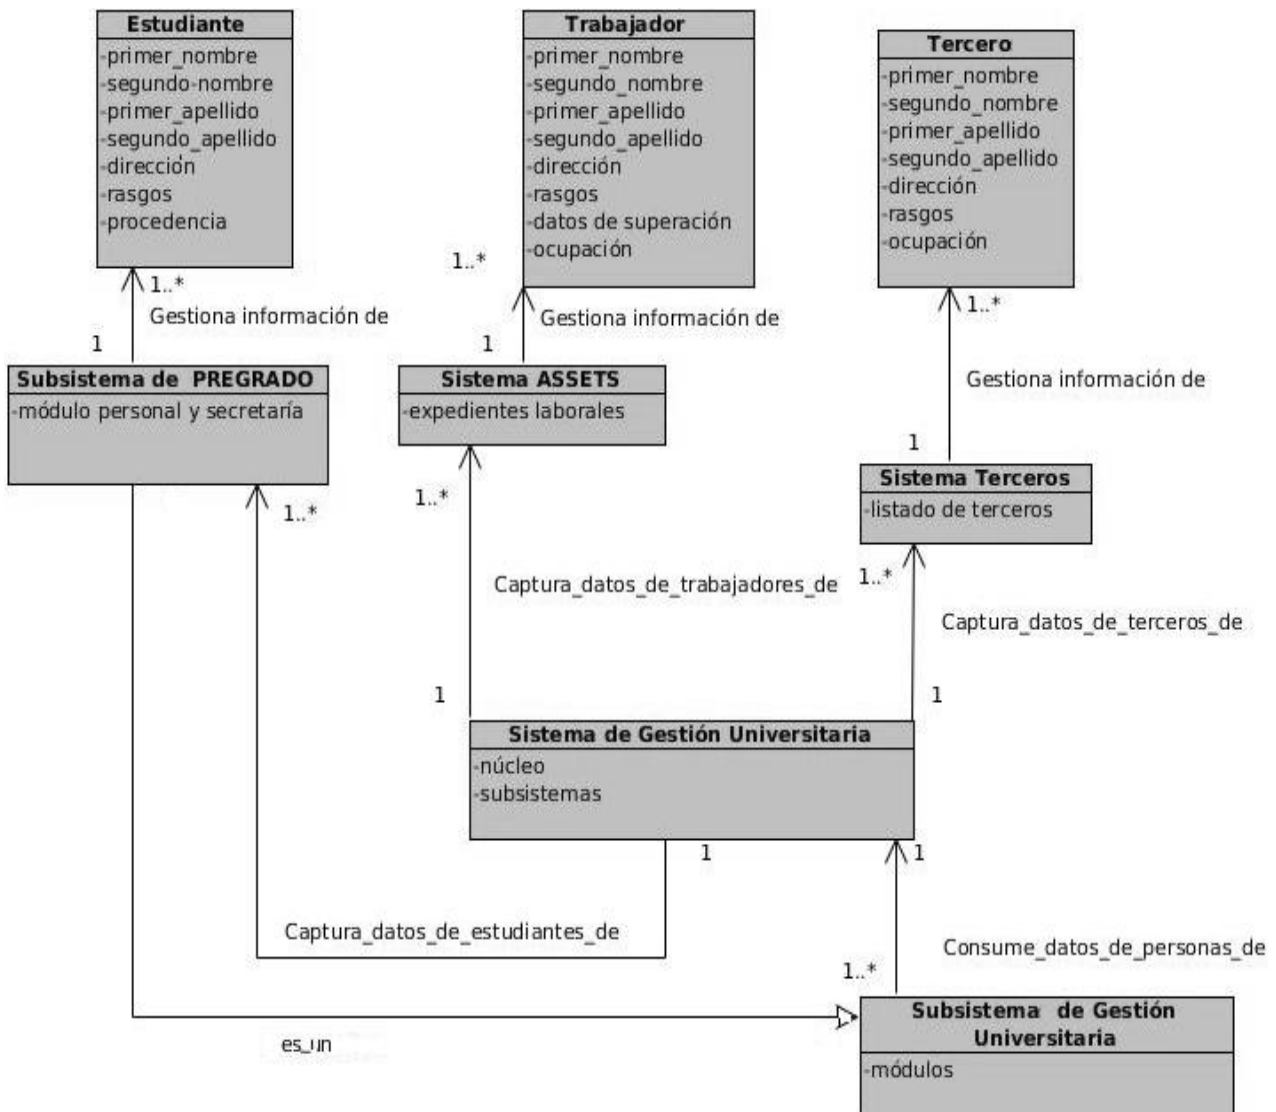 Estudiante
-primer_nombre
-segundo-nombre
-primer_apellido
-segundo_apellido
-dirección
-rasgos
-procedencia
Trabajador
-primer_nombre
-segundo_nombre
-primer_apellido
-segundo_apellido
-dirección
-rasgos
-datos de superación
-ocupación
Tercero
-primer_nombre
-segundo_nombre
-primer_apellido
-segundo_apellido
-dirección
-rasgos
-ocupación
1..*
Gestiona información de
1
1..*
Gestiona información de
1
1..*
Gestiona información de
1
Subsistema de PREGRADO
-módulo personal y secretaría
Sistema ASSETS
-expedientes laborales
Sistema Terceros
-listado de terceros
1..*
1..*
Captura_datos_de_trabajadores_de
1
1..*
Captura_datos_de_terceros_de
1
Sistema de Gestión Universitaria
-núcleo
-subsistemas
1
1
Captura_datos_de_estudiantes_de
Consume_datos_de_personas_de
1..*
Subsistema de Gestión
Universitaria
-módulos
es_un